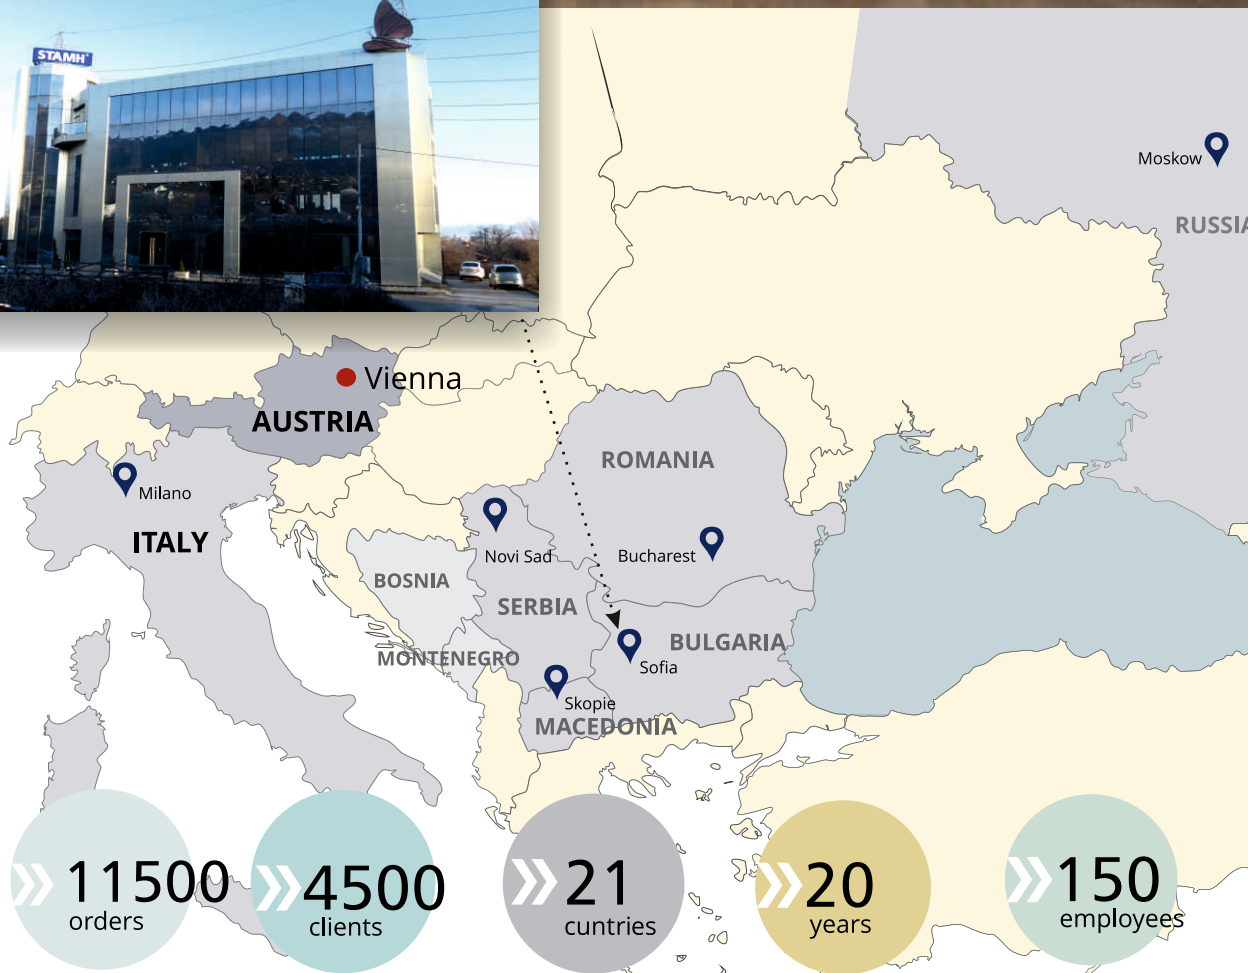 STAMH
Moskow
RUSSIA
Vienna
AUSTRIA
ROMANIA
Milano
ITALY
Novi Sad
Bucharest
BOSNIA
SERBIA
BULGARIA
MONTENEGRO
Sofia
Skopie
MACEDONIA
11500
orders
4500
clients
21
cuntries
20
years
150
employees